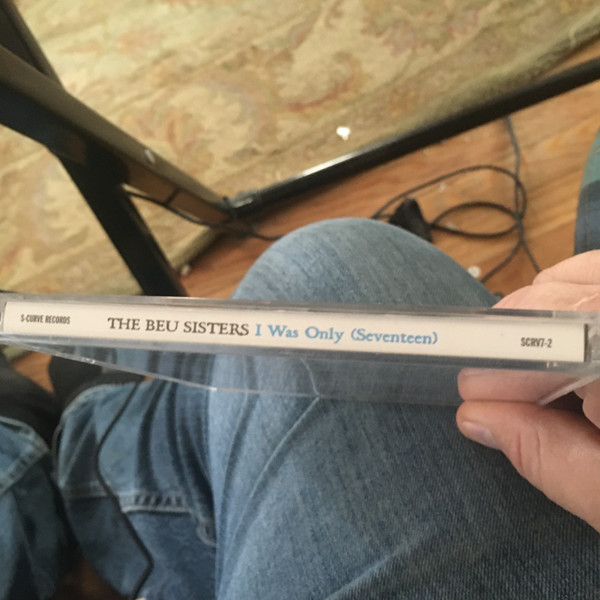 S-CURVE RECORDS THE BEU SISTERS I Was Only (Seventeen) SCRV7-2